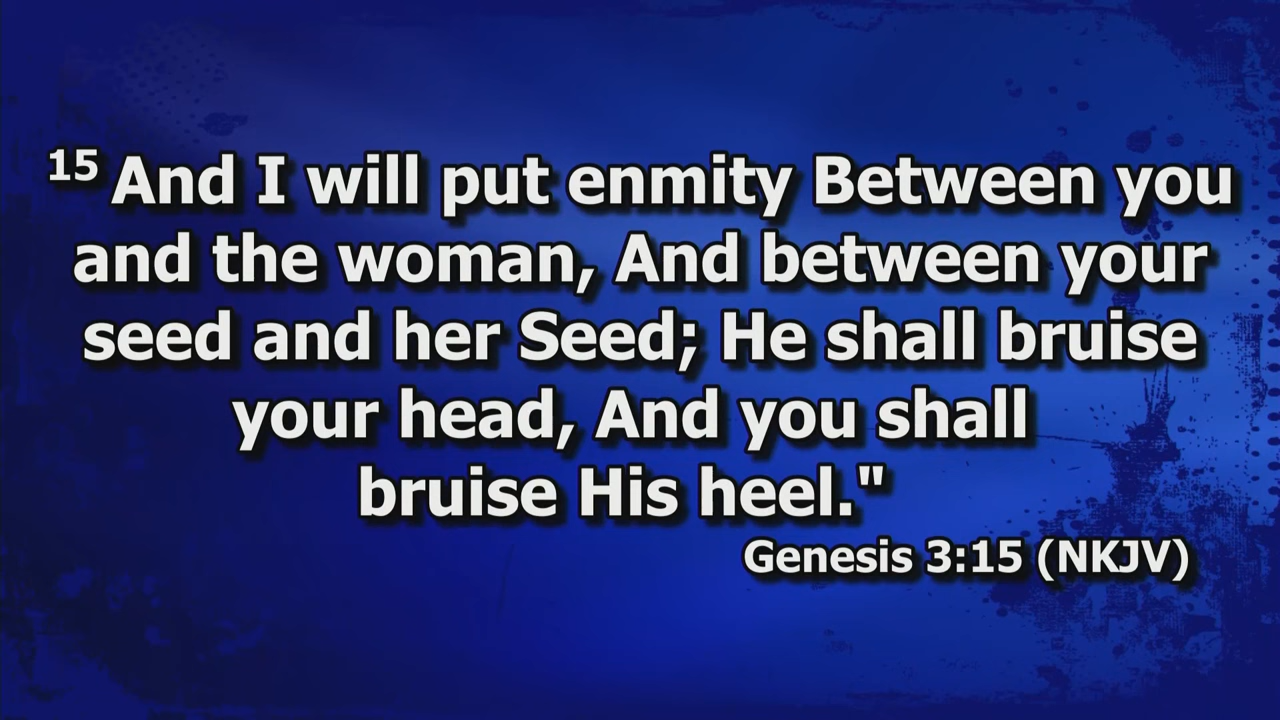 15 And I will put enmity Between you
and the woman, And between your
seed and her Seed; He shall bruise
your head, And you shall
bruise His heel."
Genesis 3:15 (NKJV)